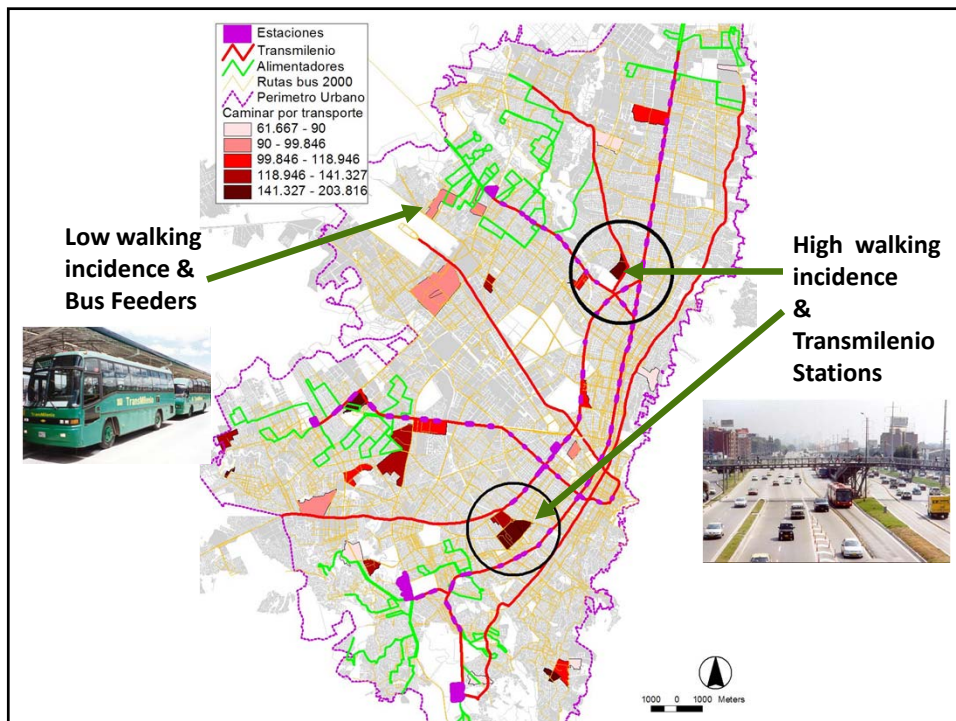 Estaciones
Transmilenio
Alimentadores
Rutas bus 2000
Perimetro Urbano
Caminar por transporte
61.667 - 90
90 - 99.846
99.846 - 118.946
118.946 - 141.327
141.327 - 203.816
Low walking
incidence &
Bus Feeders
High walking
incidence
&
Transmilenio
Stations
TransMilenio
1000 0 1000 Meters